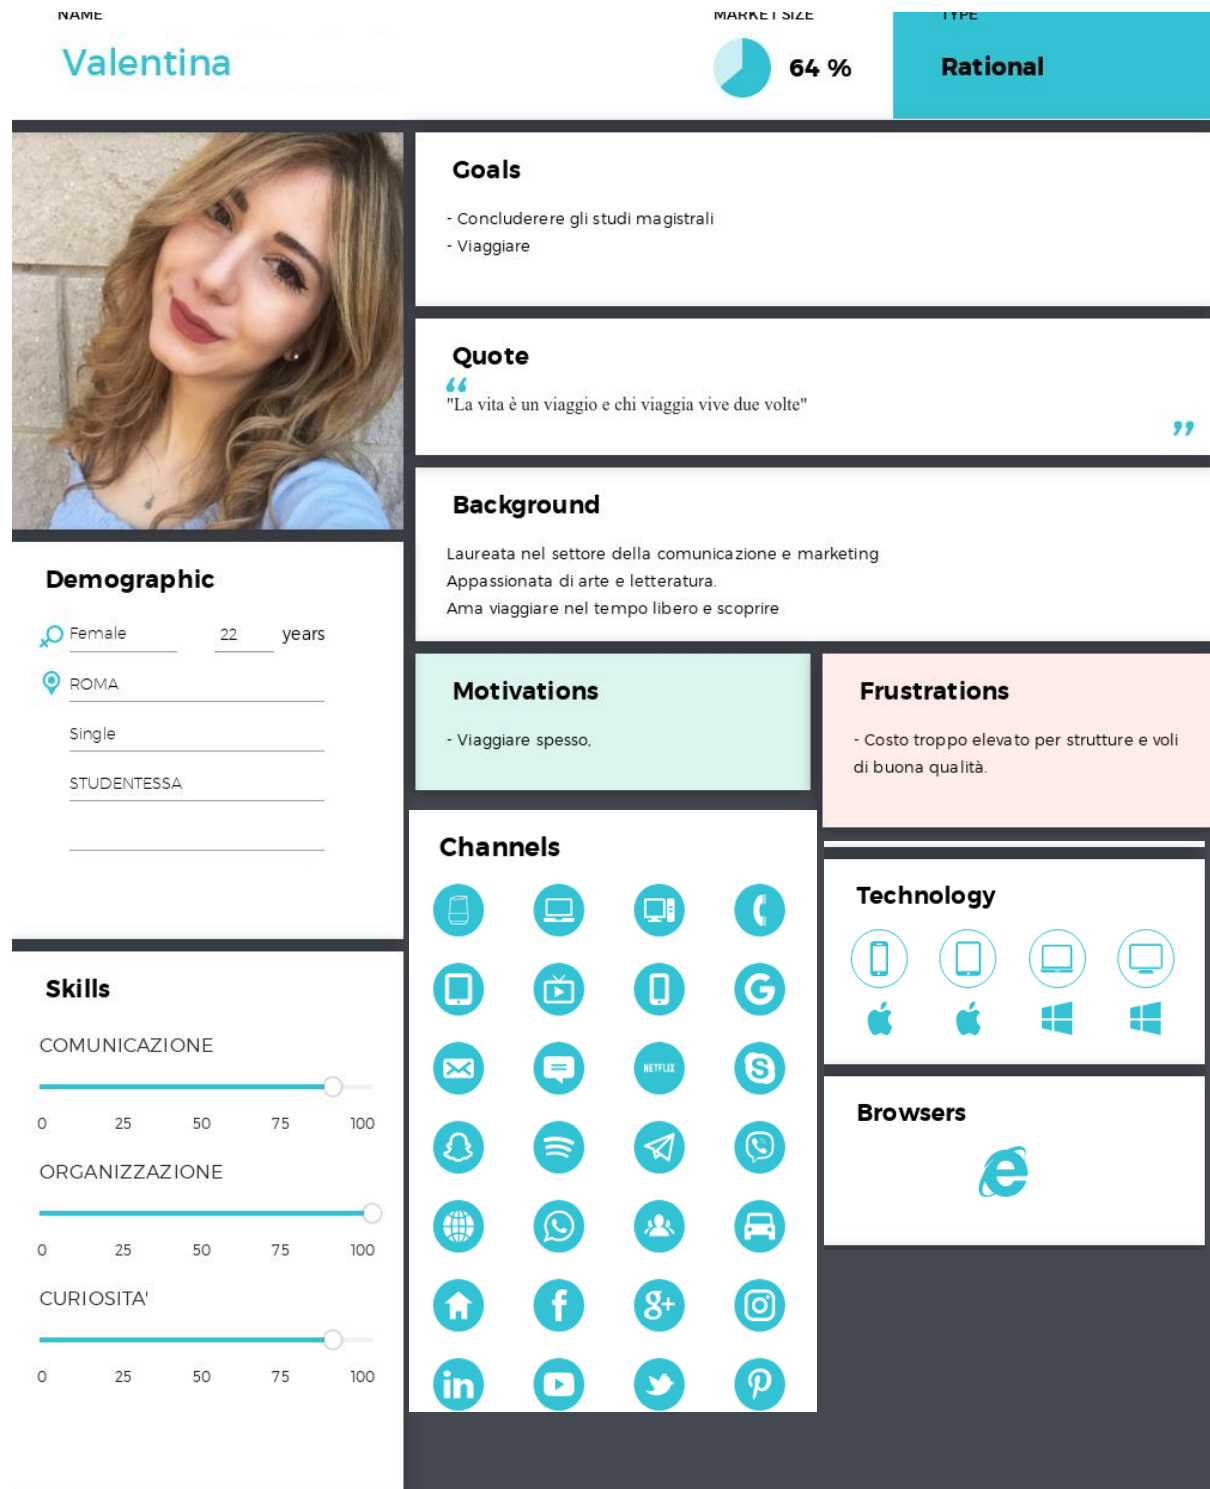 NAME
Valentina
MARKET SIZE
64 %
TYPE
Rational
Goals
- Concluderere gli studi magistrali
- Viaggiare
Quote
“
"La vita è un viaggio e chi viaggia vive due volte"
”
Background
Laureata nel settore della comunicazione e marketing
Appassionata di arte e letteratura.
Ama viaggiare nel tempo libero e scoprire
Demographic
Female 22 years
ROMA
Single
STUDENTESSA
Motivations
- Viaggiare spesso,
Frustrations
- Costo troppo elevato per strutture e voli
di buona qualità.
Skills
COMUNICAZIONE
0 25 50 75 100
ORGANIZZAZIONE
0 25 50 75 100
CURIOSITA'
0 25 50 75 100
Channels
G
NETFLIX
S
f
g+
in
Technology
Browsers